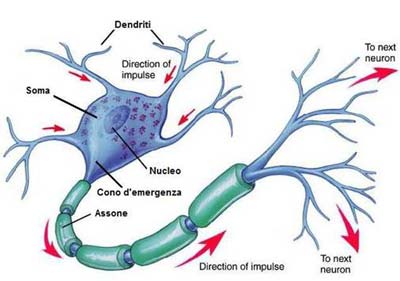 Dendriti
Direction of
impulse
To next
neuron
Soma
Nucleo
Cono d'emergenza
Assone
Direction of impulse
To next
neuron